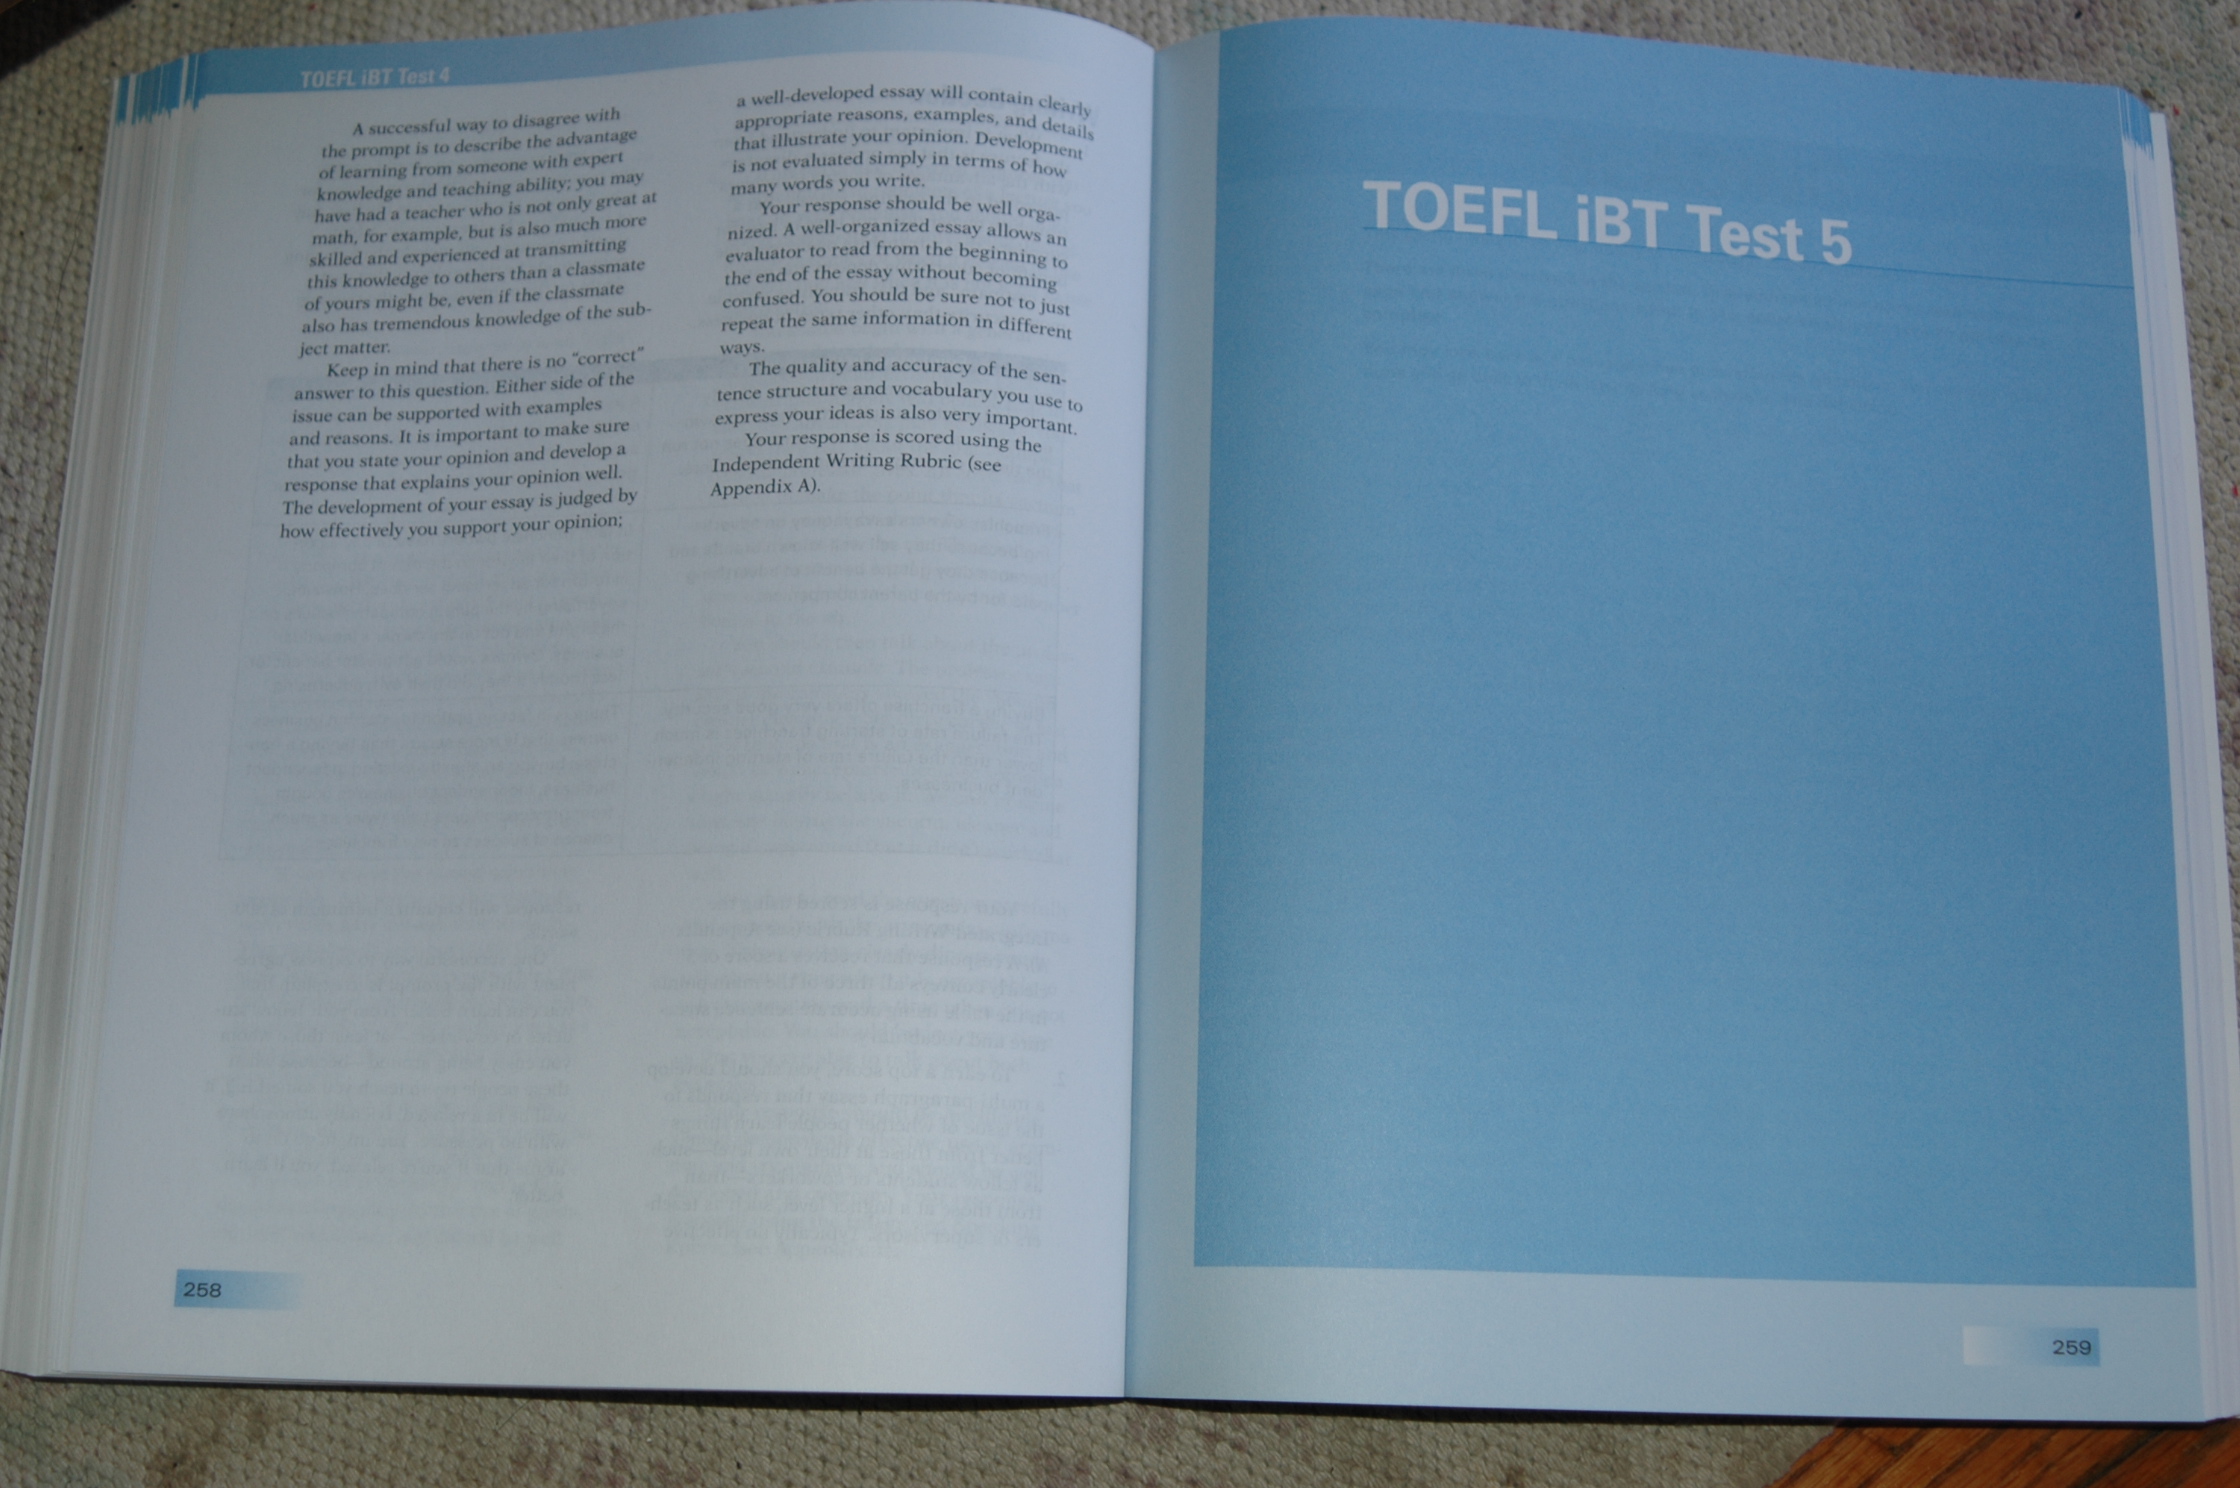 TOEFL iBT Test 4
A successful way to disagree with
the prompt is to describe the advantage
of learning from someone with expert
knowledge and teaching ability; you may
have had a teacher who is not only great at
math, for example, but is also much more
skilled and experienced at transmitting
this knowledge to others than a classmate
of yours might be, even if the classmate
also has tremendous knowledge of the sub-
ject matter.
Keep in mind that there is no "correct"
answer to this question. Either side of the
issue can be supported with examples
and reasons. It is important to make sure
that you state your opinion and develop a
response that explains your opinion well.
The development of your essay is judged by
how effectively you support your opinion;
a well-developed essay will contain clearly
appropriate reasons, examples, and details
that illustrate your opinion. Development
is not evaluated simply in terms of how
many words you write.
Your response should be well orga-
nized. A well-organized essay allows an
evaluator to read from the beginning to
the end of the essay without becoming
confused. You should be sure not to just
repeat the same information in different
ways.
The quality and accuracy of the sen-
tence structure and vocabulary you use to
express your ideas is also very important.
Your response is scored using the
Independent Writing Rubric (see
Appendix A).
258
TOEFL iBT Test 5
259